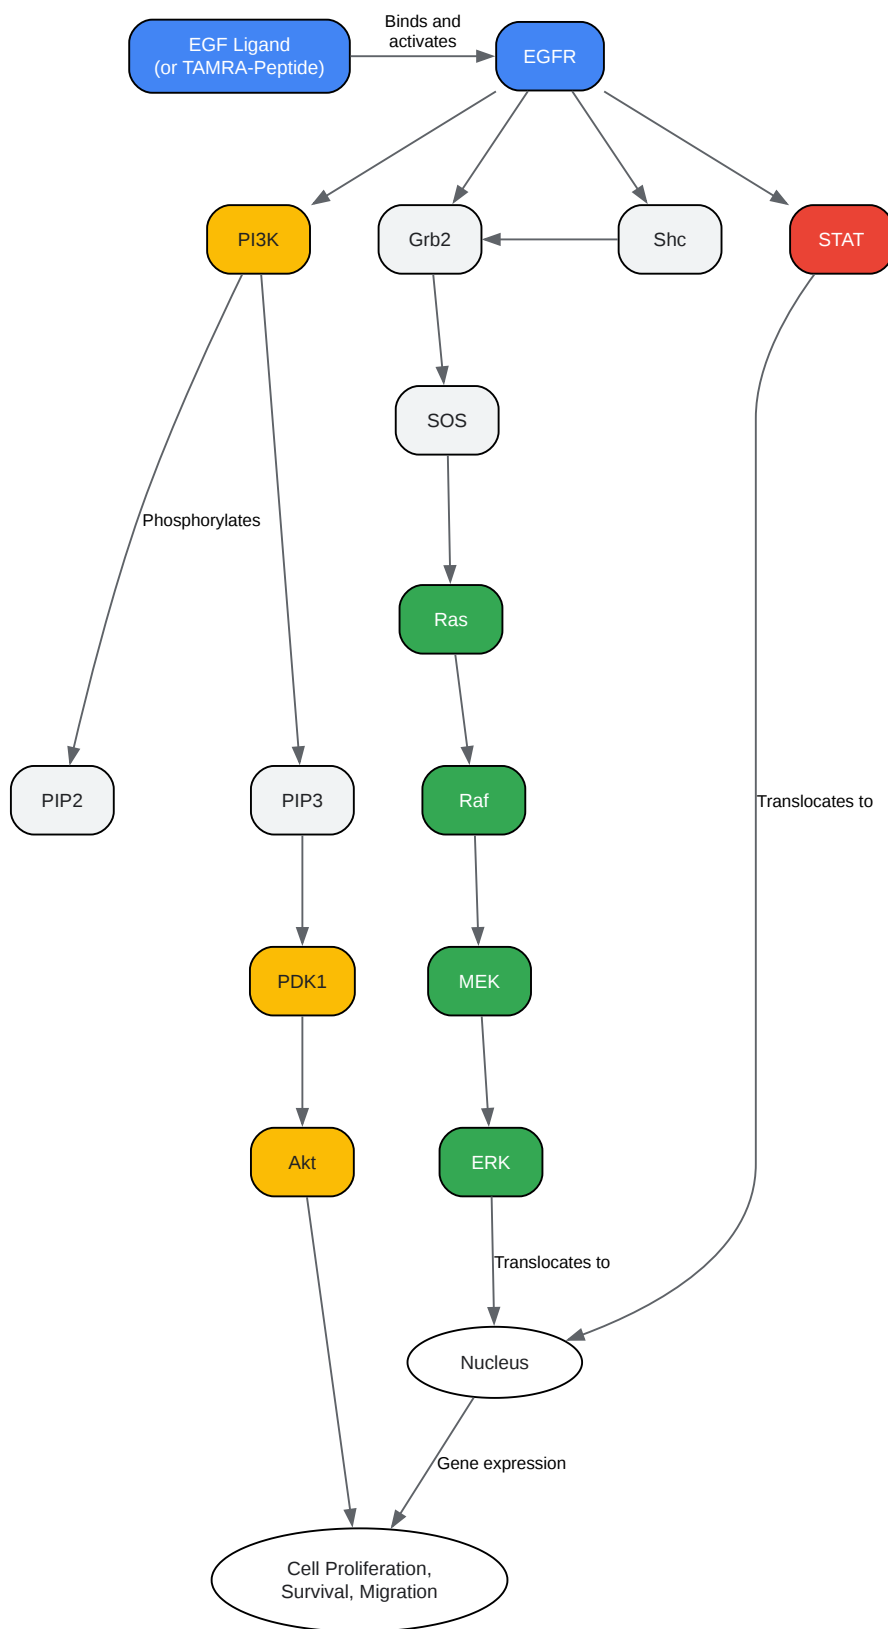 EGF Ligand
(or TAMRA-Peptide)
Binds and
activates
EGFR
PI3K
Grb2
Shc
STAT
SOS
Phosphorylates
Ras
PIP2
PIP3
Raf
Translocates to
PDK1
MEK
Akt
ERK
Translocates to
Nucleus
Gene expression
Cell Proliferation,
Survival, Migration